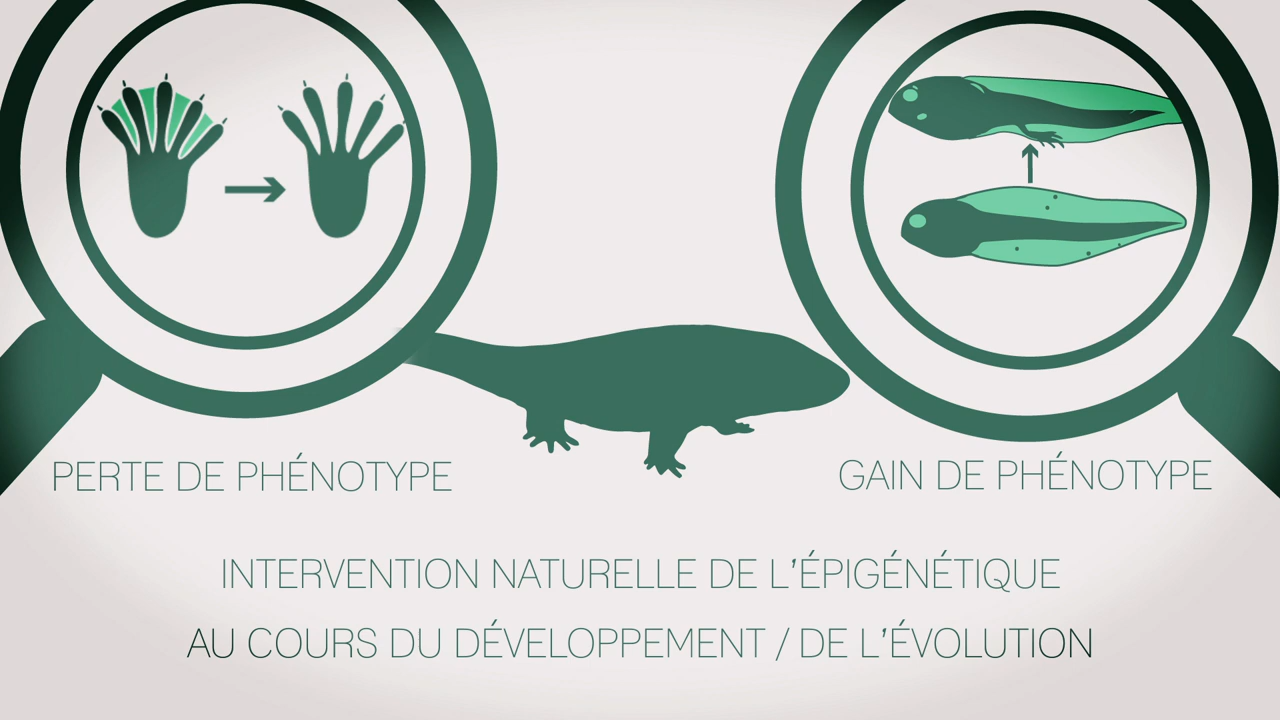 PERTE DE PHÉNOTYPE
GAIN DE PHÉNOTYPE
INTERVENTION NATURELLE DE L'ÉPIGÉNÉTIQUE
AU COURS DU DÉVELOPPEMENT / DE L'ÉVOLUTION